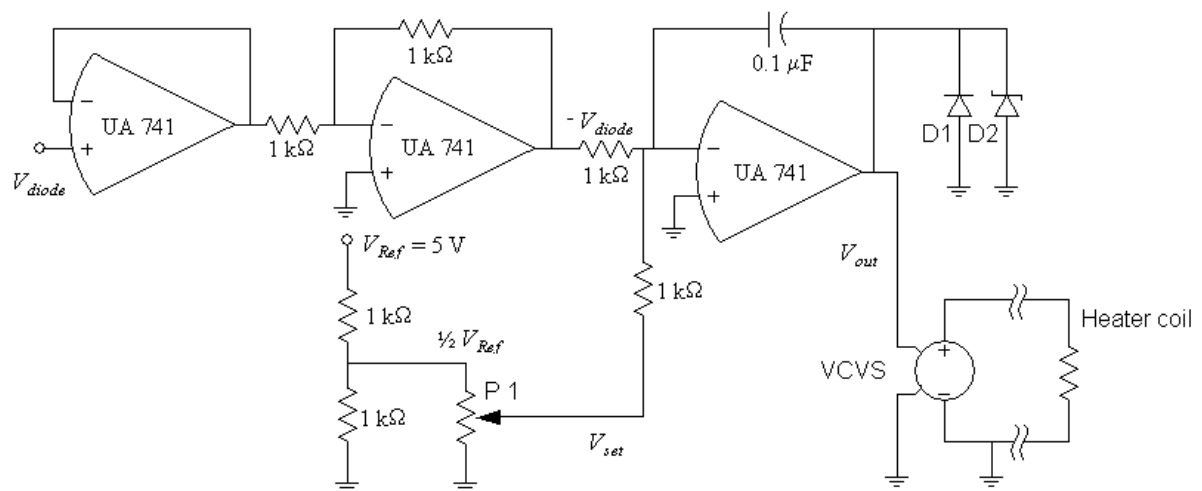 1 kΩ
0.1 μF
UA 741
1 kΩ
UA 741
- V_diode
1 kΩ
UA 741
D1 D2
V_diode
V_Ref = 5 V
1 kΩ
1 kΩ
V_out
½ V_Ref
P 1
1 kΩ
V_set
VCVS
Heater coil